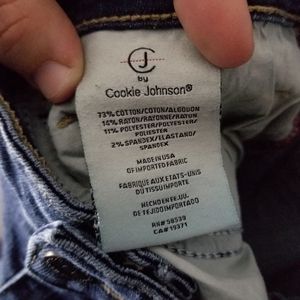 CJ
by
Cookie Johnson®
73% COTTON/COTON/ALGODON
14% RAYON/RAYONNE/RAYON
11% POLYESTER/POLYESTER/
POLIESTER
2% SPANDEX/ELASTAND/
SPANDEX
MADE IN USA
OF IMPORTED FABRIC
FABRIQUE AUX ETATS-UNIS
DU TISSU IMPORTE
HECHO EN EE.UU.
DE TEJIDO IMPORTADO
RN# 58539
CA# 19371